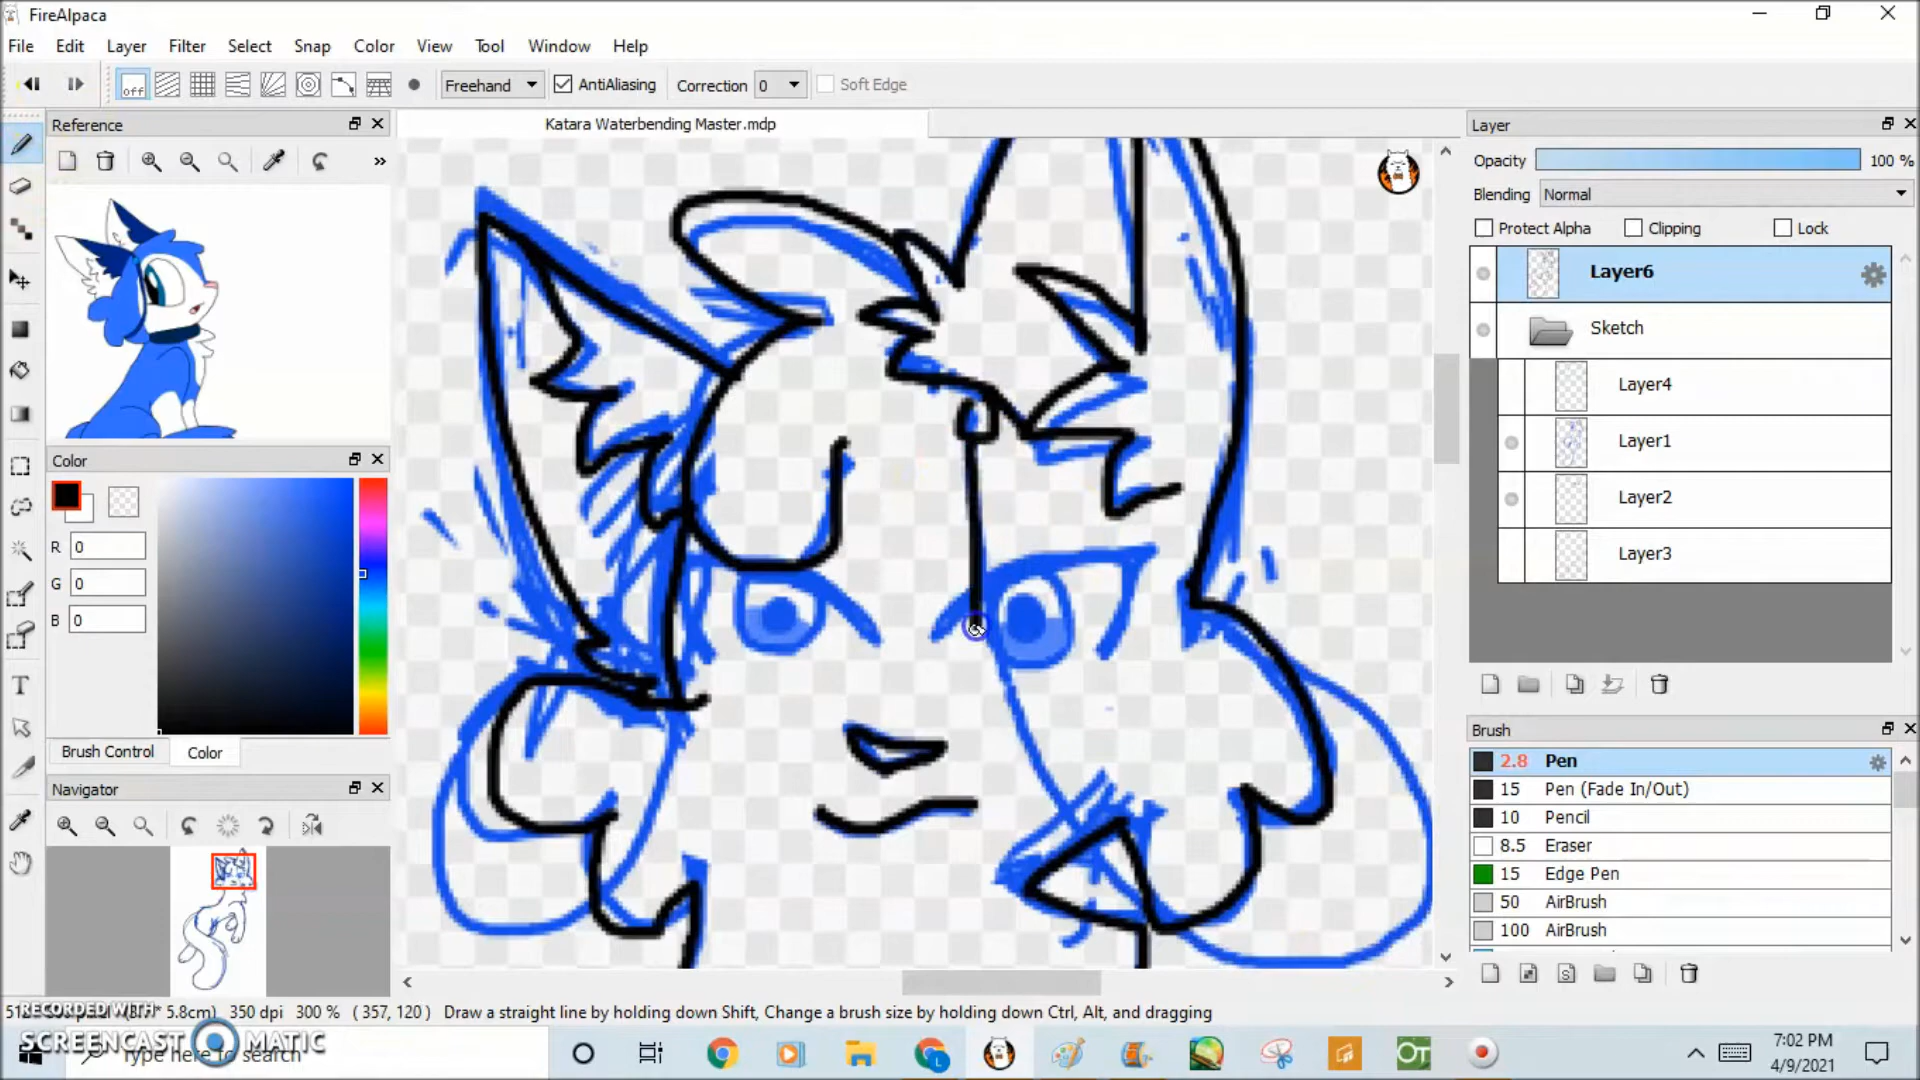 FireAlpaca
File Edit Layer Filter Select Snap Color View Tool Window Help
off Freehand AntiAliasing Correction 0 Soft Edge
Reference
Katara Waterbending Master.mdp
Layer
Opacity 100 %
Blending Normal
Protect Alpha Clipping Lock
Layer6
Sketch
Layer4
Layer1
Layer2
Layer3
Color
R 0
G 0
B 0
Brush Control Color
Navigator
Brush
2.8 Pen
15 Pen (Fade In/Out)
10 Pencil
8.5 Eraser
15 Edge Pen
50 AirBrush
100 AirBrush
T
5.8cm) 350 dpi 300 % ( 357, 120 ) Draw a straight line by holding down Shift, Change a brush size by holding down Ctrl, Alt, and dragging
RECORDED WITH
SCREENCAST MATIC
Type here to search
OT
7:02 PM
4/9/2021